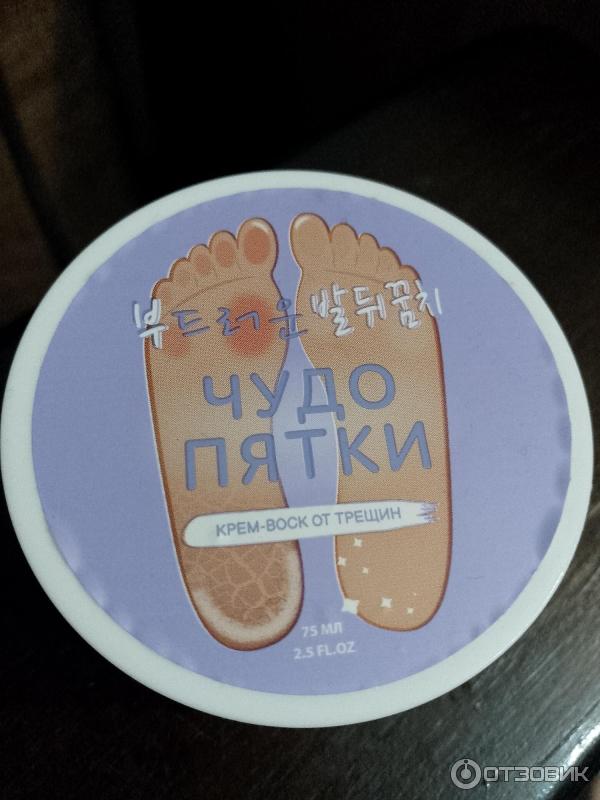 부드러운 발뒤꿈치
ЧУДО
ПЯТКИ
КРЕМ-ВОСК ОТ ТРЕЩИН
75 МЛ
2.5 FL.OZ
ОТЗОВИК